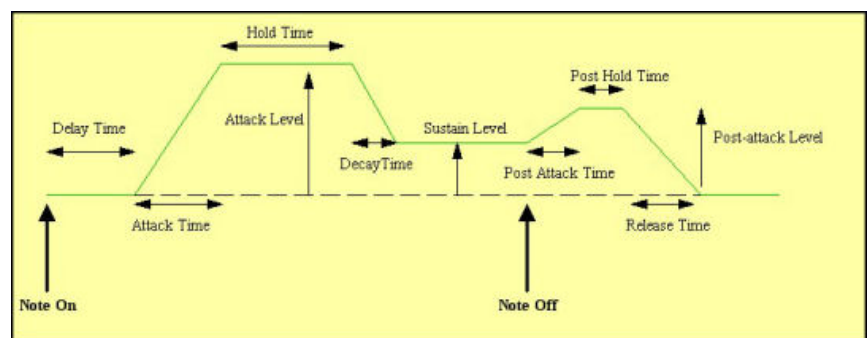 Hold Time
Post Hold Time
Delay Time
Attack Level
Sustain Level
Post-attack Level
DecayTime
Post Attack Time
Attack Time
Release Time
Note On
Note Off